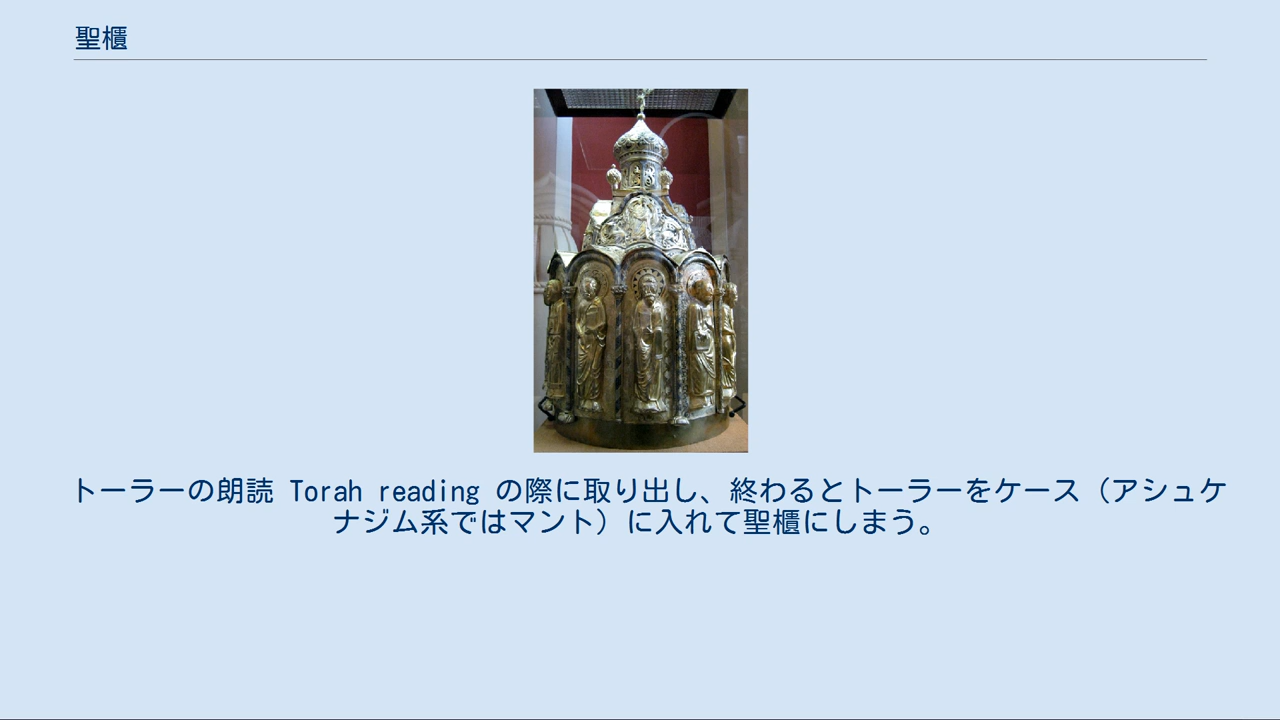 聖櫃
トーラーの朗読 Torah reading の際に取り出し、終わるとトーラーをケース（アシュケ
ナジム系ではマント）に入れて聖櫃にしまう。